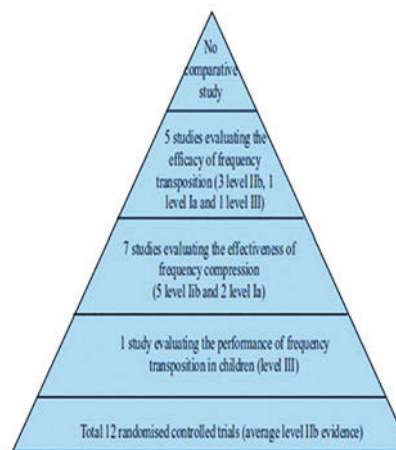 No
comparative
study
5 studies evaluating the
efficacy of frequency
transposition (3 level IIb, 1
level Ia and 1 level III)
7 studies evaluating the effectiveness of
frequency compression
(5 level Iib and 2 level Ia)
1 study evaluating the performance of frequency
transposition in children (level III)
Total 12 randomised controlled trials (average level IIb evidence)